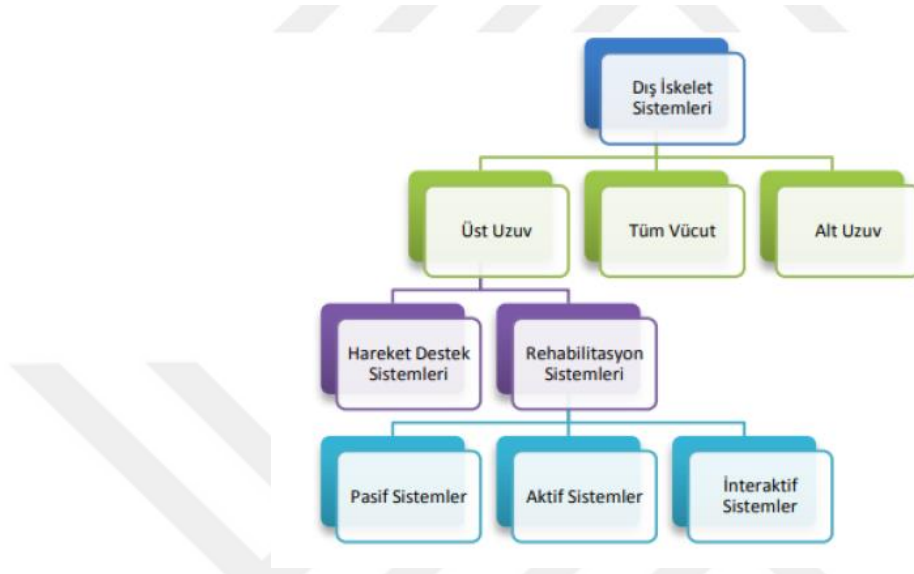 Dış İskelet
Sistemleri
Üst Uzuv
Tüm Vücut
Alt Uzuv
Hareket Destek
Sistemleri
Rehabilitasyon
Sistemleri
Pasif Sistemler
Aktif Sistemler
İnteraktif
Sistemler